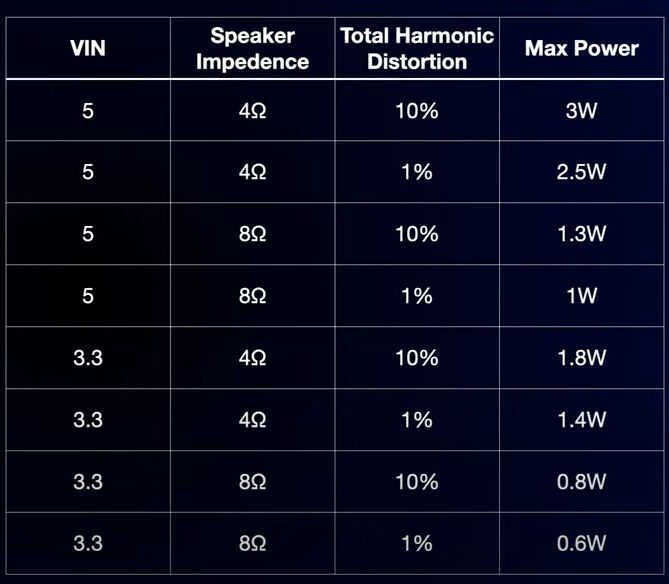 VIN Speaker Impedence Total Harmonic Distortion Max Power
5 4Ω 10% 3W
5 4Ω 1% 2.5W
5 8Ω 10% 1.3W
5 8Ω 1% 1W
3.3 4Ω 10% 1.8W
3.3 4Ω 1% 1.4W
3.3 8Ω 10% 0.8W
3.3 8Ω 1% 0.6W